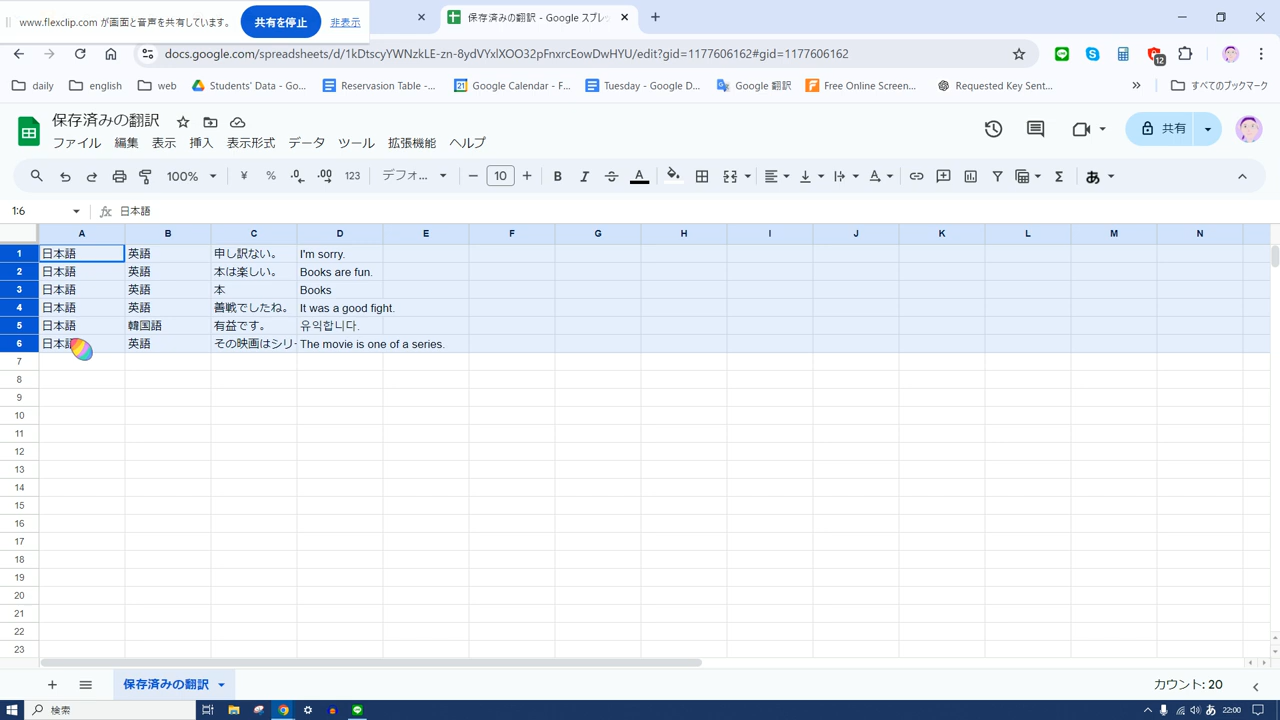 www.flexclip.com が画面と音声を共有しています。 共有を停止 非表示
保存済みの翻訳 - Google スプレッ
docs.google.com/spreadsheets/d/1kDtscvYWNzkLE-zn-8ydVYxlXOO32pFnxrcEowDwHYU/edit?gid=1177606162#gid=1177606162
12
daily english web Students' Data - Go... Reservasion Table -... Google Calendar - F... Tuesday - Google D... Google 翻訳 Free Online Screen... Requested Key Sent... » すべてのブックマーク
保存済みの翻訳
ファイル 編集 表示 挿入 表示形式 データ ツール 拡張機能 ヘルプ
共有
100% ¥ % .0 .00 123 デフォ... 10 B I A A Σ あ
1:6 fx 日本語
A B C D E F G H I J K L M N
1 日本語 英語 申し訳ない。 I'm sorry.
2 日本語 英語 本は楽しい。 Books are fun.
3 日本語 英語 本 Books
4 日本語 英語 善戦でしたね。 It was a good fight.
5 日本語 韓国語 有益です。 유익합니다.
6 日本語 英語 その映画はシリー The movie is one of a series.
7
8
9
10
11
12
13
14
15
16
17
18
19
20
21
22
23
保存済みの翻訳 カウント: 20
検索 あ 22:00